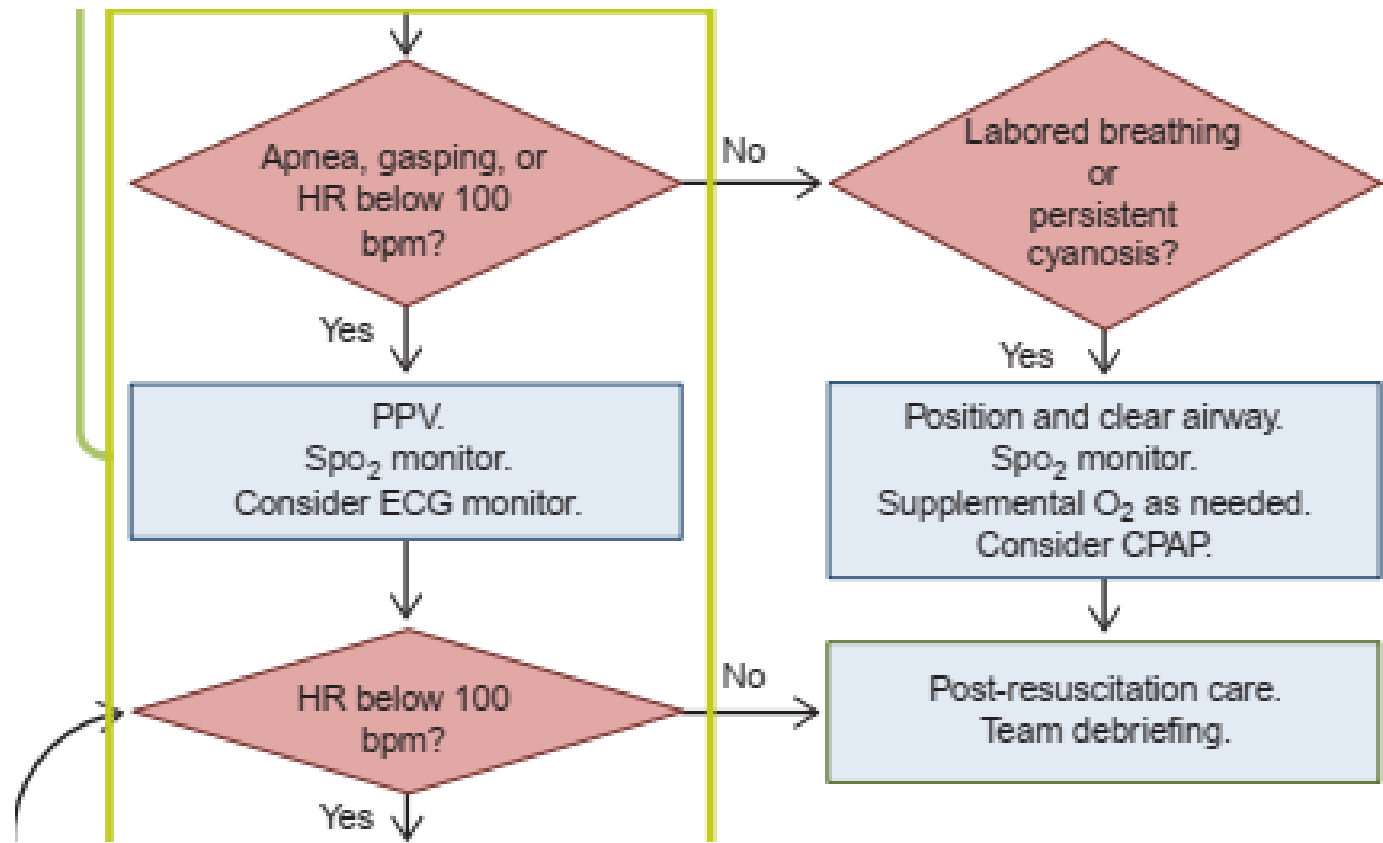 Apnea, gasping, or
HR below 100
bpm?
No
Labored breathing
or
persistent
cyanosis?
Yes
Yes
PPV.
Spo₂ monitor.
Consider ECG monitor.
Position and clear airway.
Spo₂ monitor.
Supplemental O₂ as needed.
Consider CPAP.
HR below 100
bpm?
No
Post-resuscitation care.
Team debriefing.
Yes